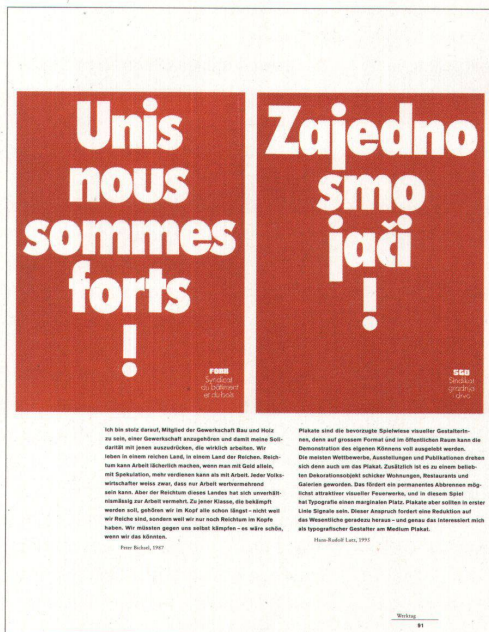 Unis
nous
sommes
forts
!
FOBH
Syndicat
du bâtiment
et du bois
Zajedno
smo
jači
!
SGB
Sindikat
gradnja
drvo
Ich bin stolz darauf, Mitglied der Gewerkschaft Bau und Holz
zu sein, einer Gewerkschaft anzugehören und damit meine Soli-
darität mit jenen auszudrücken, die wirklich arbeiten. Wir
leben in einem reichen Land, in einem Land der Reichen. Reich-
tum kann Arbeit lächerlich machen, wenn man mit Geld allein,
mit Spekulation, mehr verdienen kann als mit Arbeit. Jeder Volks-
wirtschafter weiss zwar, dass nur Arbeit wertvermehrend
sein kann. Aber der Reichtum dieses Landes hat sich unverhält-
nismässig zur Arbeit vermehrt. Zu jener Klasse, die bekämpft
werden soll, gehören wir im Kopf alle schon längst – nicht weil
wir Reiche sind, sondern weil wir nur noch Reichtum im Kopfe
haben. Wir müssten gegen uns selbst kämpfen – es wäre schön,
wenn wir das könnten.
Peter Bichsel, 1987
Plakate sind die bevorzugte Spielwiese visueller GestalterIn-
nen, denn auf grossem Format und im öffentlichen Raum kann die
Demonstration des eigenen Könnens voll ausgelebt werden.
Die meisten Wettbewerbe, Ausstellungen und Publikationen drehen
sich denn auch um das Plakat. Zusätzlich ist es zu einem belieb-
ten Dekorationsobjekt schicker Wohnungen, Restaurants und
Galerien geworden. Das fördert ein permanentes Abbrennen mög-
lichst attraktiver visueller Feuerwerke, und in diesem Spiel
hat Typografie einen marginalen Platz. Plakate aber sollten in erster
Linie Signale sein. Dieser Anspruch fordert eine Reduktion auf
das Wesentliche geradezu heraus – und genau das interessiert mich
als typografischer Gestalter am Medium Plakat.
Hans-Rudolf Lutz, 1993
Werktag
81